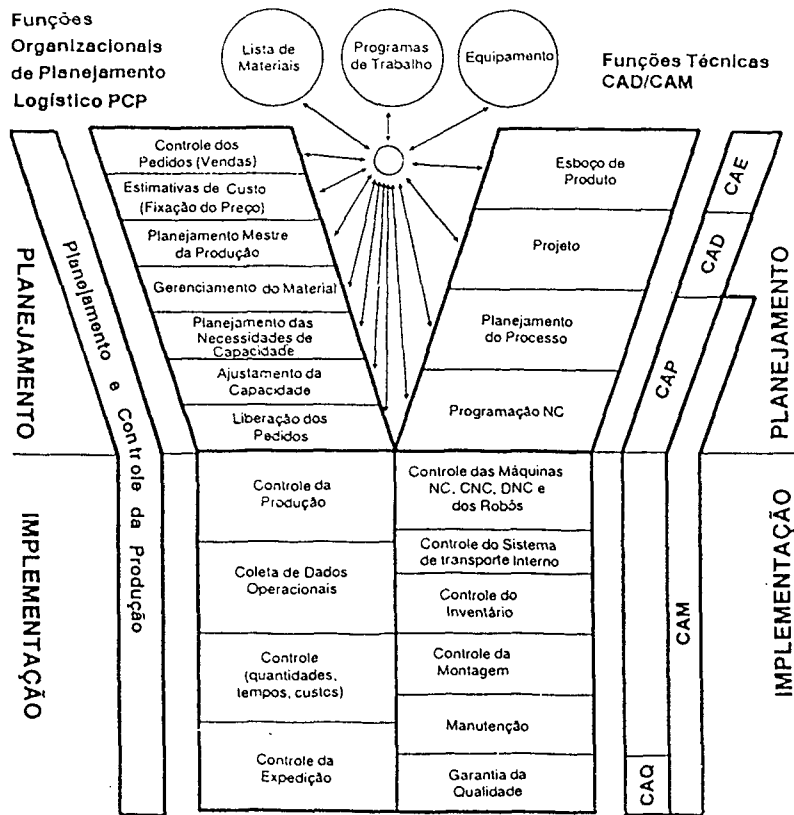 Funções
Organizacionais
de Planejamento
Logístico PCP
Lista de
Materiais
Programas
de Trabalho
Equipamento
Funções Técnicas
CAD/CAM
Controle dos
Pedidos (Vendas)
Estimativas de Custo
(Fixação do Preço)
Planejamento Mestre
da Produção
Gerenciamento do Material
Planejamento das
Necessidades de
Capacidade
Ajustamento da
Capacidade
Liberação dos
Pedidos
Esboço de
Produto
Projeto
Planejamento
do Processo
Programação NC
CAE
CAD
CAP
PLANEJAMENTO
Planejamento e Controle da Produção
PLANEJAMENTO
IMPLEMENTAÇÃO
Controle da
Produção
Coleta de Dados
Operacionais
Controle
(quantidades,
tempos, custos)
Controle da
Expedição
Controle das Máquinas
NC, CNC, DNC e
dos Robôs
Controle do Sistema
de transporte Interno
Controle do
Inventário
Controle da
Montagem
Manutenção
Garantia da
Qualidade
CAQ
CAM
IMPLEMENTAÇÃO